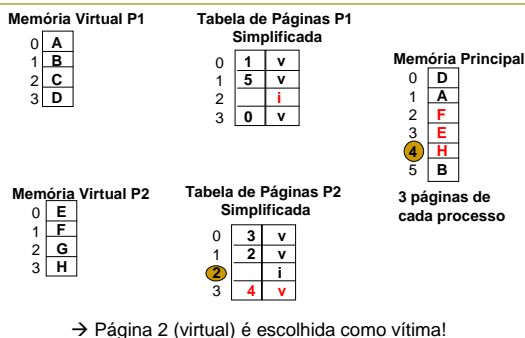 Memória Virtual P1
0 A
1 B
2 C
3 D
Tabela de Páginas P1
Simplificada
0 1 v
1 5 v
2 i
3 0 v
Memória Principal
0 D
1 A
2 F
3 E
4 H
5 B
3 páginas de
cada processo
Memória Virtual P2
0 E
1 F
2 G
3 H
Tabela de Páginas P2
Simplificada
0 3 v
1 2 v
2 i
3 4 v
→ Página 2 (virtual) é escolhida como vítima!